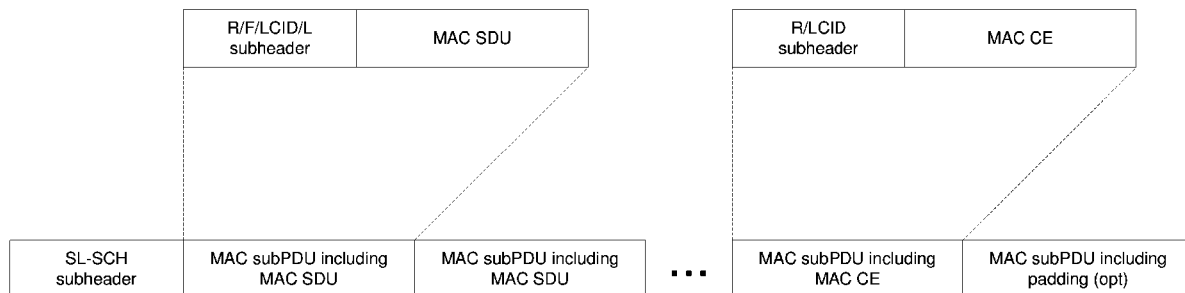 R/F/LCID/L
subheader
MAC SDU
R/LCID
subheader
MAC CE
SL-SCH
subheader
MAC subPDU including
MAC SDU
MAC subPDU including
MAC SDU
...
MAC subPDU including
MAC CE
MAC subPDU including
padding (opt)